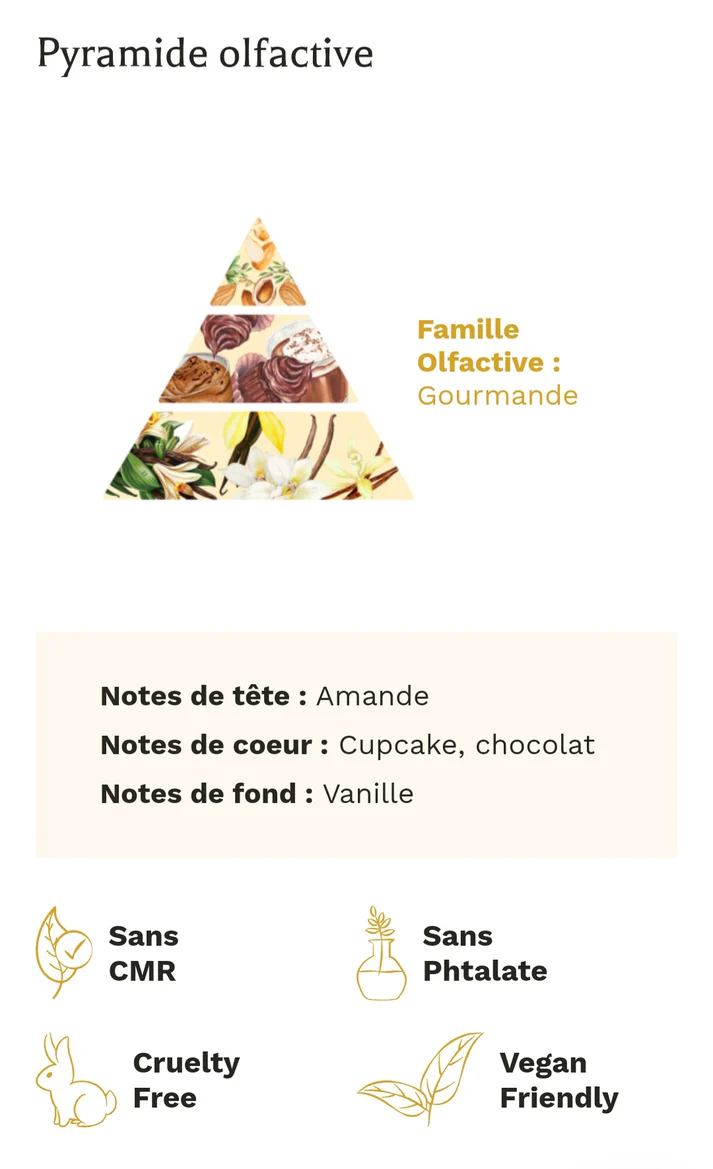 Pyramide olfactive
Famille
Olfactive :
Gourmande
Notes de tête : Amande
Notes de coeur : Cupcake, chocolat
Notes de fond : Vanille
Sans
CMR
Sans
Phtalate
Cruelty
Free
Vegan
Friendly